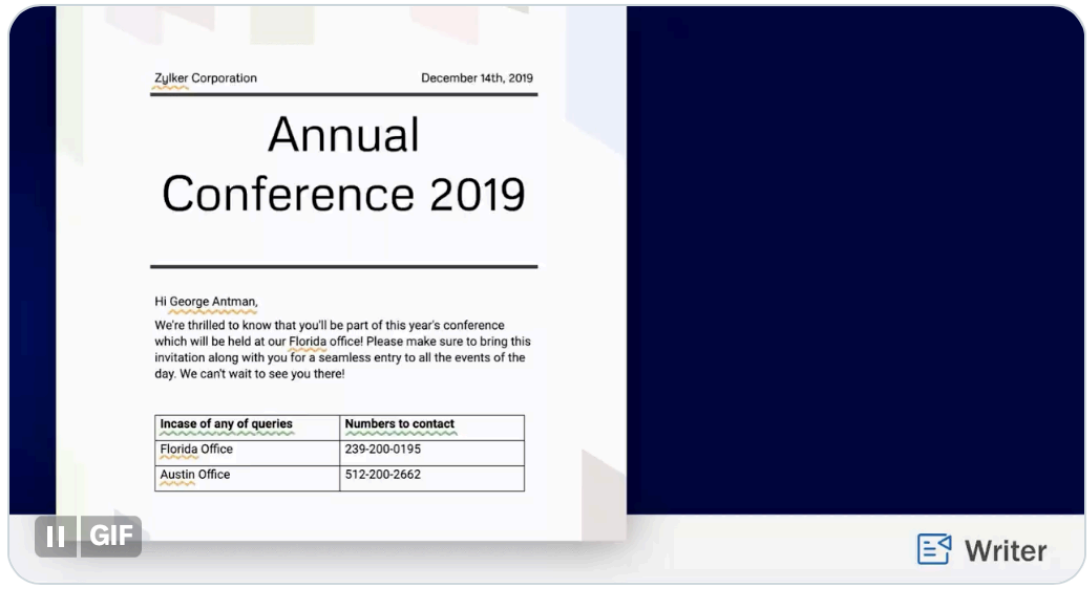 Zylker Corporation December 14th, 2019
Annual
Conference 2019
Hi George Antman,
We're thrilled to know that you'll be part of this year's conference
which will be held at our Florida office! Please make sure to bring this
invitation along with you for a seamless entry to all the events of the
day. We can't wait to see you there!
Incase of any of queries Numbers to contact
Florida Office 239-200-0195
Austin Office 512-200-2662
GIF
Writer